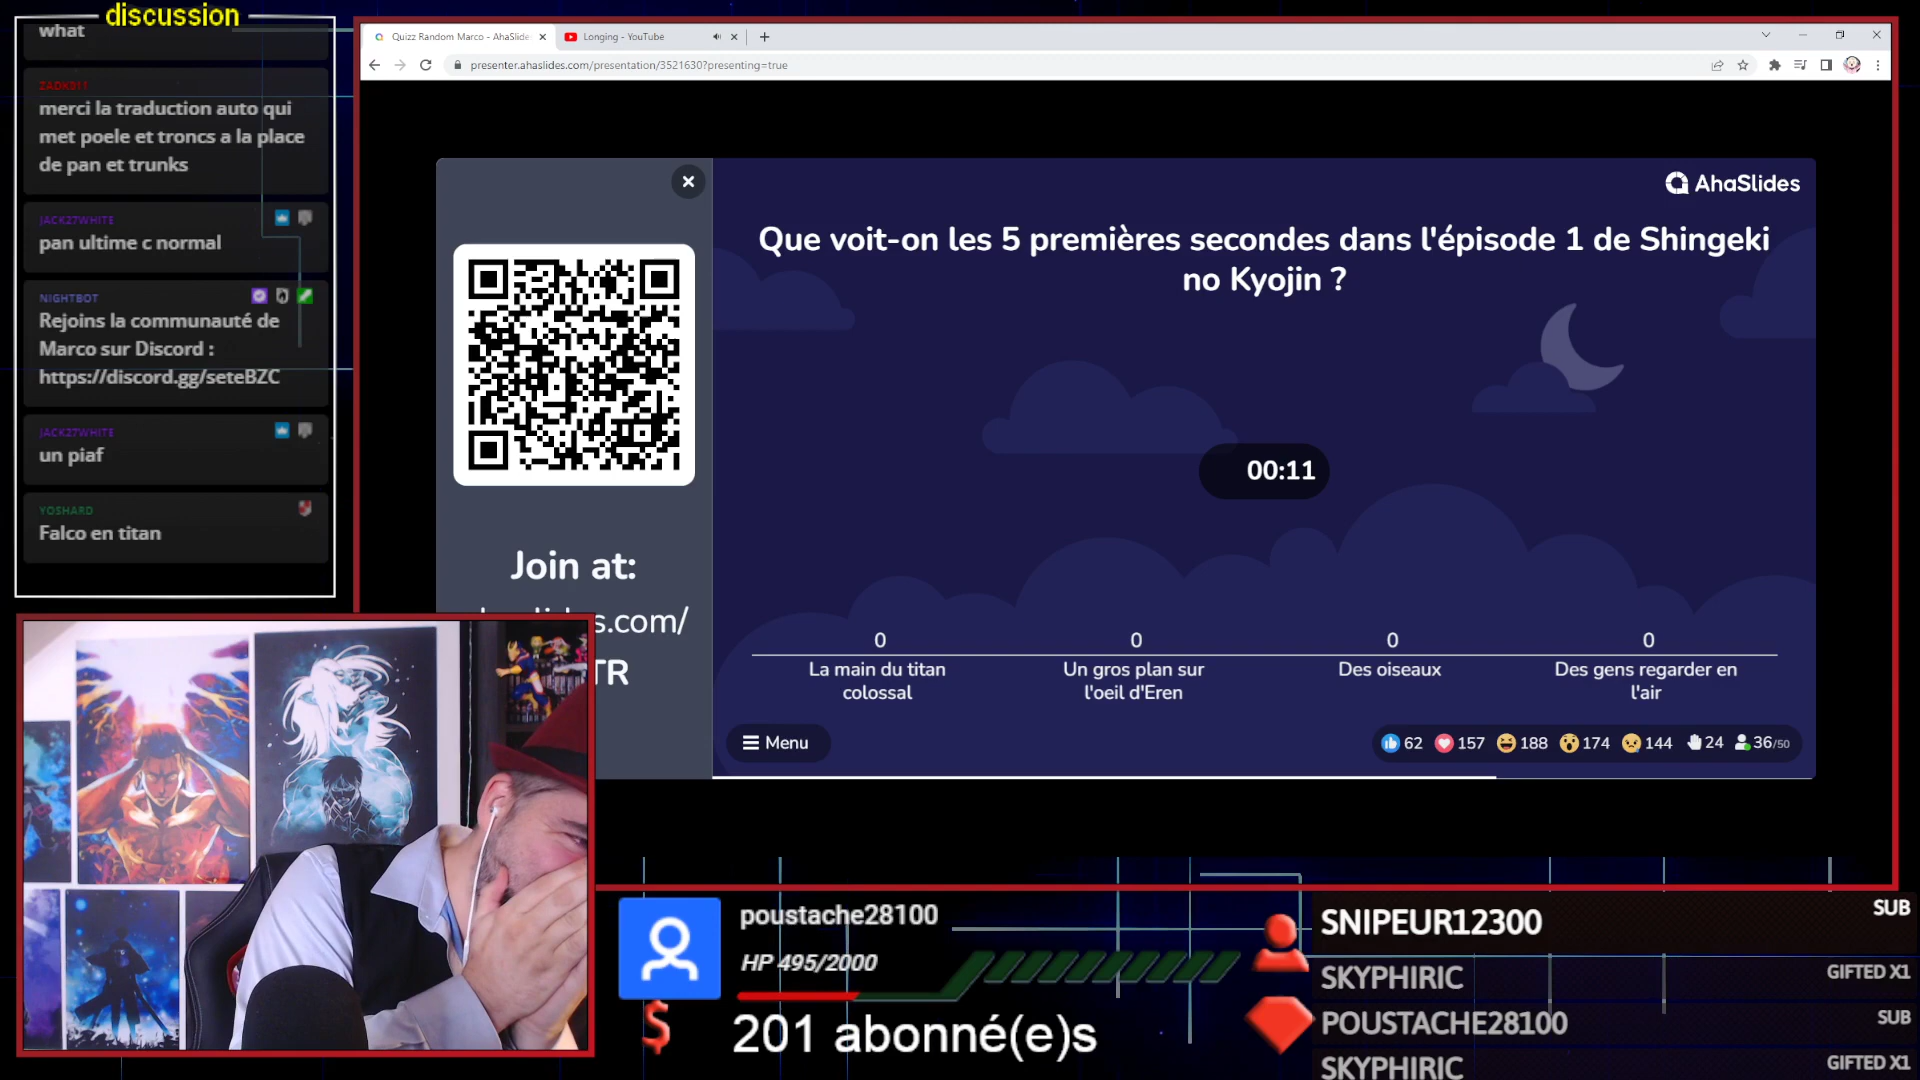 discussion
what
ZADK911
merci la traduction auto qui
met poele et troncs a la place
de pan et trunks
JACK27WHITE
pan ultime c normal
NIGHTBOT
Rejoins la communauté de
Marco sur Discord :
https://discord.gg/seteBZC
JACK27WHITE
un piaf
YOSHARD
Falco en titan
Quizz Random Marco - AhaSlide
Longing - YouTube
presenter.ahaslides.com/presentation/3521630?presenting=true
AhaSlides
Que voit-on les 5 premières secondes dans l'épisode 1 de Shingeki
no Kyojin ?
00:11
Join at:
s.com/
TR
0 0 0 0
La main du titan
colossal
Un gros plan sur
l'oeil d'Eren
Des oiseaux
Des gens regarder en
l'air
Menu
62 157 188 174 144 24 36/50
poustache28100
HP 495/2000
201 abonné(e)s
SNIPEUR12300 SUB
SKYPHIRIC GIFTED X1
POUSTACHE28100 SUB
SKYPHIRIC GIFTED X1